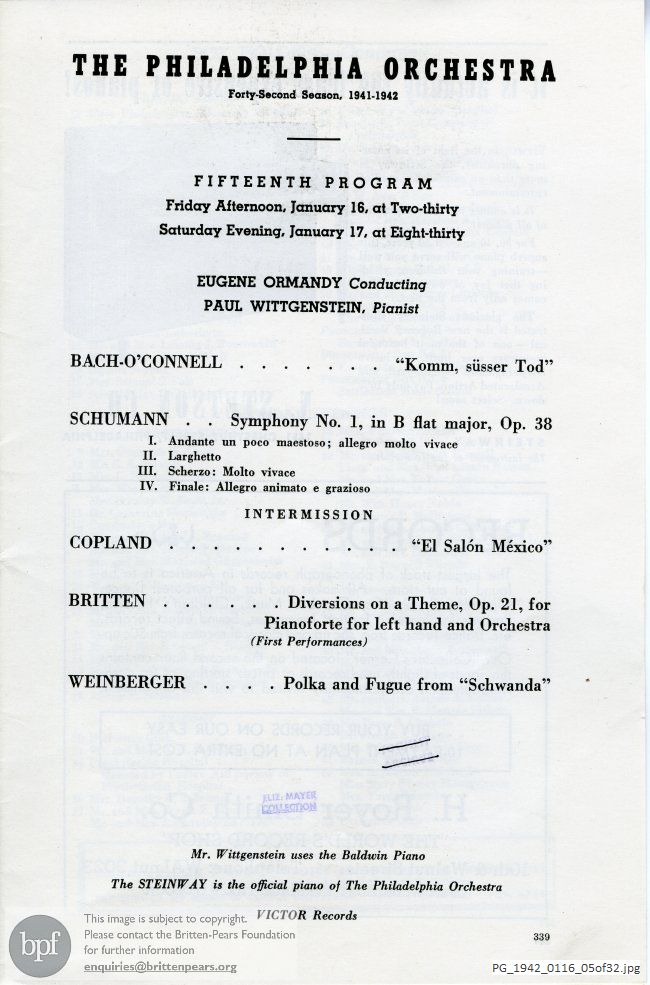 THE PHILADELPHIA ORCHESTRA
Forty-Second Season, 1941-1942
FIFTEENTH PROGRAM
Friday Afternoon, January 16, at Two-thirty
Saturday Evening, January 17, at Eight-thirty
EUGENE ORMANDY Conducting
PAUL WITTGENSTEIN, Pianist
BACH-O'CONNELL . . . . . . . "Komm, süsser Tod"
SCHUMANN . . Symphony No. 1, in B flat major, Op. 38
I. Andante un poco maestoso; allegro molto vivace
II. Larghetto
III. Scherzo: Molto vivace
IV. Finale: Allegro animato e grazioso
INTERMISSION
COPLAND . . . . . . . . . . . . "El Salón México"
BRITTEN . . . . . . Diversions on a Theme, Op. 21, for
Pianoforte for left hand and Orchestra
(First Performances)
WEINBERGER . . . . Polka and Fugue from "Schwanda"
ELIZ. MAYER
COLLECTION
Mr. Wittgenstein uses the Baldwin Piano
The STEINWAY is the official piano of The Philadelphia Orchestra
VICTOR Records
339
bpf
This image is subject to copyright.
Please contact the Britten-Pears Foundation
for further information
enquiries@brittenpears.org
PG_1942_0116_05of32.jpg